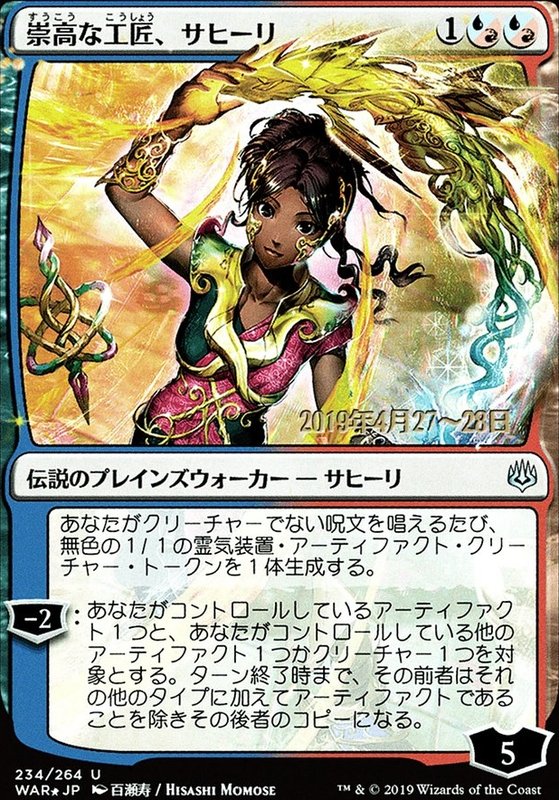 すうこう こうしょう
崇高な工匠、サヒーリ 1
2019年4月27~28日
伝説のプレインズウォーカー — サヒーリ
あなたがクリーチャーでない呪文を唱えるたび、
無色の1/1の霊気装置・アーティファクト・クリー
チャー・トークンを1体生成する。
-2:あなたがコントロールしているアーティファク
ト1つと、あなたがコントロールしている他の
アーティファクト1つかクリーチャー1つを対
象とする。ターン終了時まで、その前者はそれ
の他のタイプに加えてアーティファクトである
ことを除きその後者のコピーになる。
5
234/264 U
WAR★JP 百瀬寿 / Hisashi Momose
™ & © 2019 Wizards of the Coast